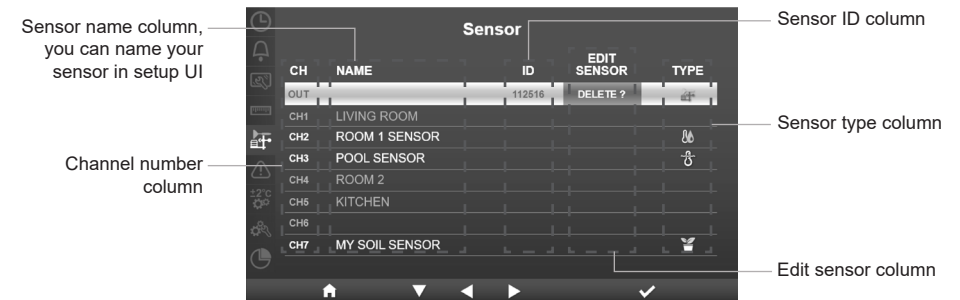 Sensor name column,
you can name your
sensor in setup UI
Channel number
column
Sensor
CH NAME ID EDIT SENSOR TYPE
OUT 112516 DELETE ?
CH1 LIVING ROOM
CH2 ROOM 1 SENSOR
CH3 POOL SENSOR
CH4 ROOM 2
CH5 KITCHEN
CH6
CH7 MY SOIL SENSOR
±2°C
Sensor ID column
Sensor type column
Edit sensor column